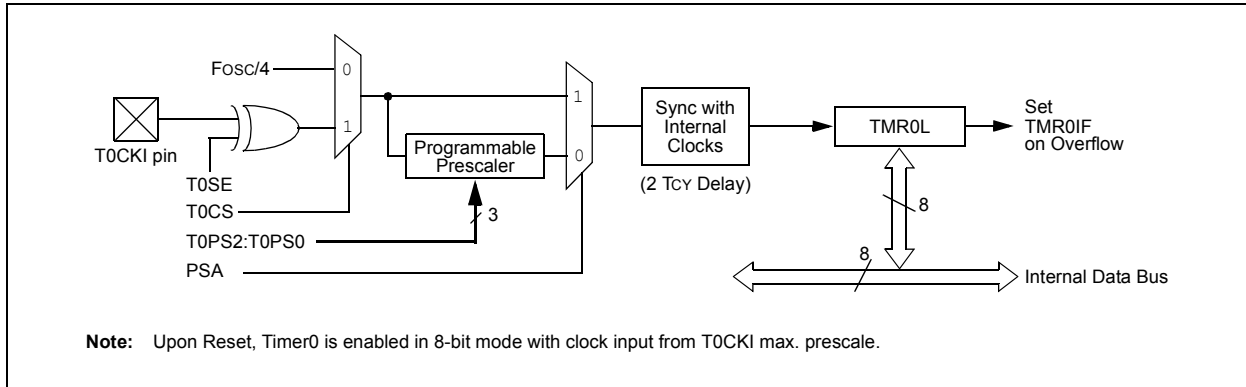 FOSC/4
0
1
T0CKI pin
T0SE
T0CS
T0PS2:T0PS0
PSA
Programmable
Prescaler
3
1
0
Sync with
Internal
Clocks
(2 TCY Delay)
TMR0L
Set
TMR0IF
on Overflow
8
8
Internal Data Bus
Note: Upon Reset, Timer0 is enabled in 8-bit mode with clock input from T0CKI max. prescale.